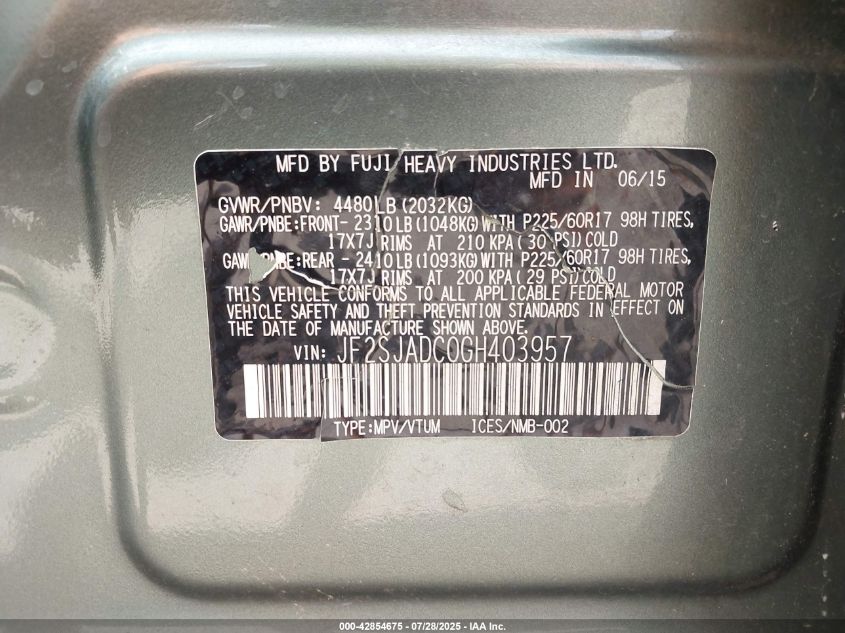 MFD BY FUJI HEAVY INDUSTRIES LTD.
MFD IN 06/15
GVWR/PNBV: 4480LB(2032KG)
GAWR/PNBE:FRONT-2310LB(1048KG)WITH P225/60R17 98H TIRES,
17X7J RIMS AT 210 KPA(30 PSI)COLD
GAWR/PNBE:REAR -2410LB(1093KG)WITH P225/60R17 98H TIRES,
17X7J RIMS AT 200 KPA(29 PSI)COLD
THIS VEHICLE CONFORMS TO ALL APPLICABLE FEDERAL MOTOR
VEHICLE SAFETY AND THEFT PREVENTION STANDARDS IN EFFECT ON
THE DATE OF MANUFACTURE SHOWN ABOVE.
VIN: JF2SJADC0GH403957
TYPE:MPV/VTUM ICES/NMB-002
000-42854675 / 07/28/2025 - IAA Inc.